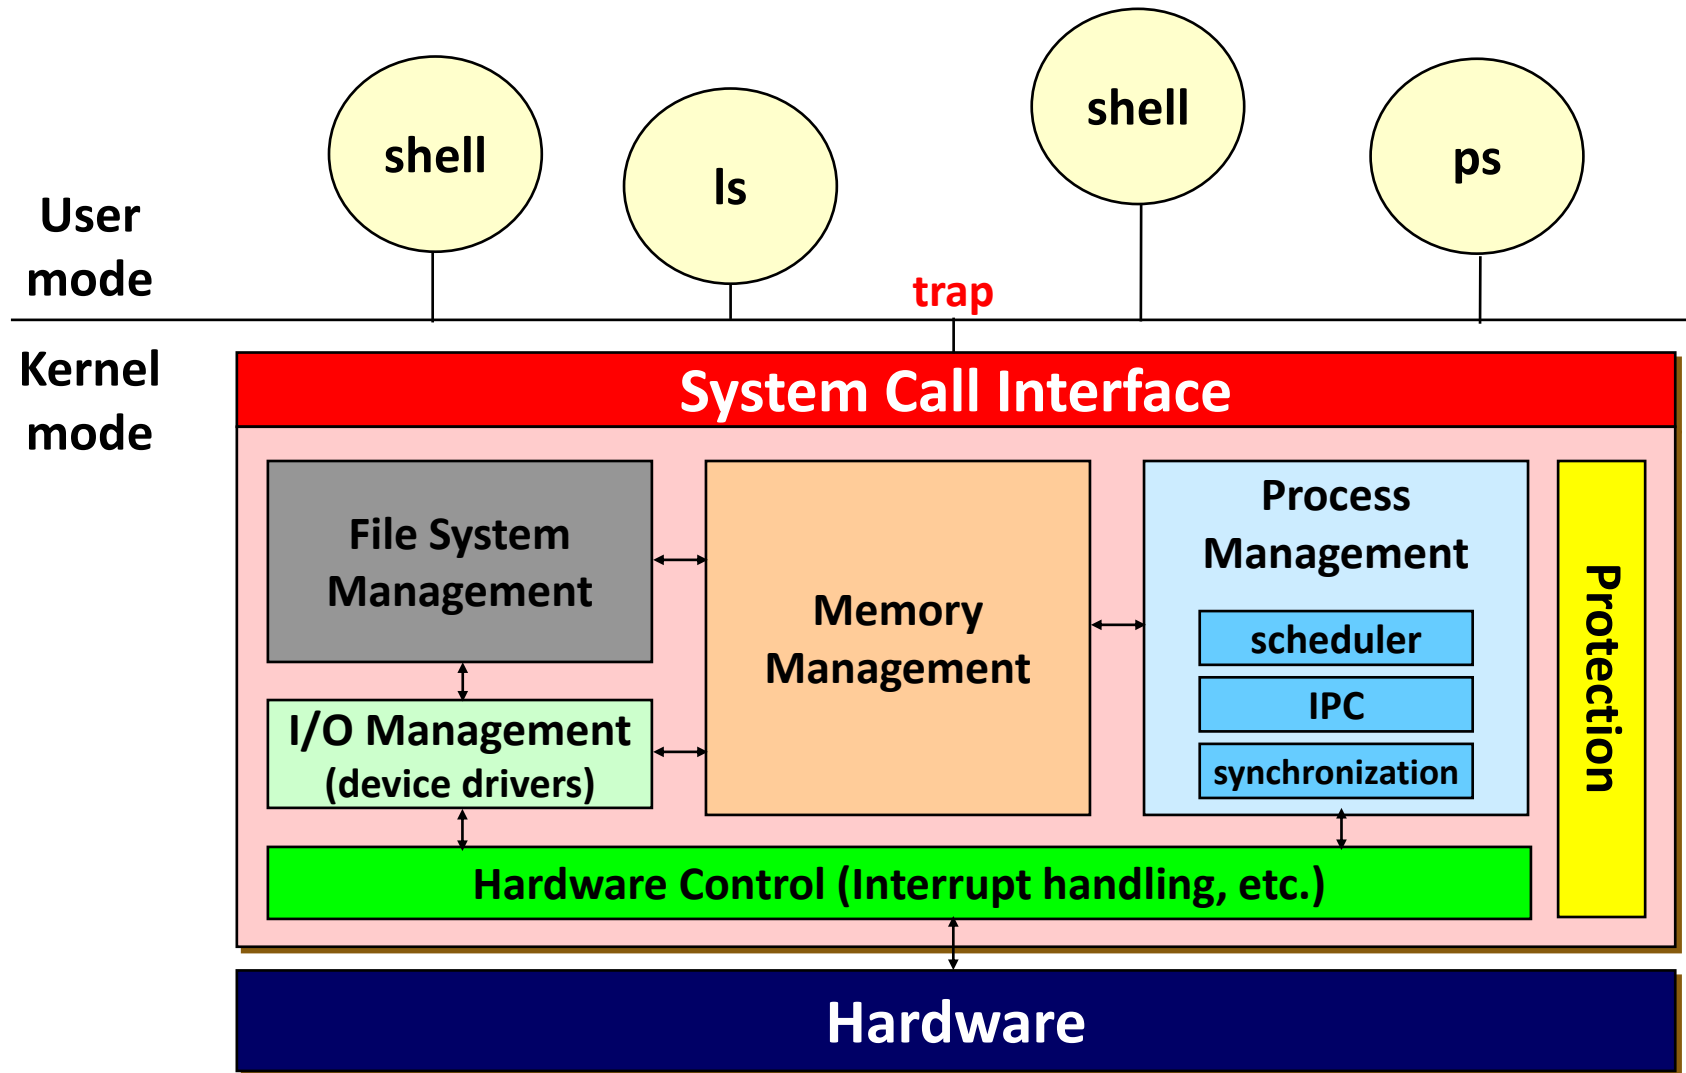 shell
ls
shell
ps
User
mode
trap
Kernel
mode
System Call Interface
File System
Management
Memory
Management
Process
Management
scheduler
IPC
synchronization
Protection
I/O Management
(device drivers)
Hardware Control (Interrupt handling, etc.)
Hardware